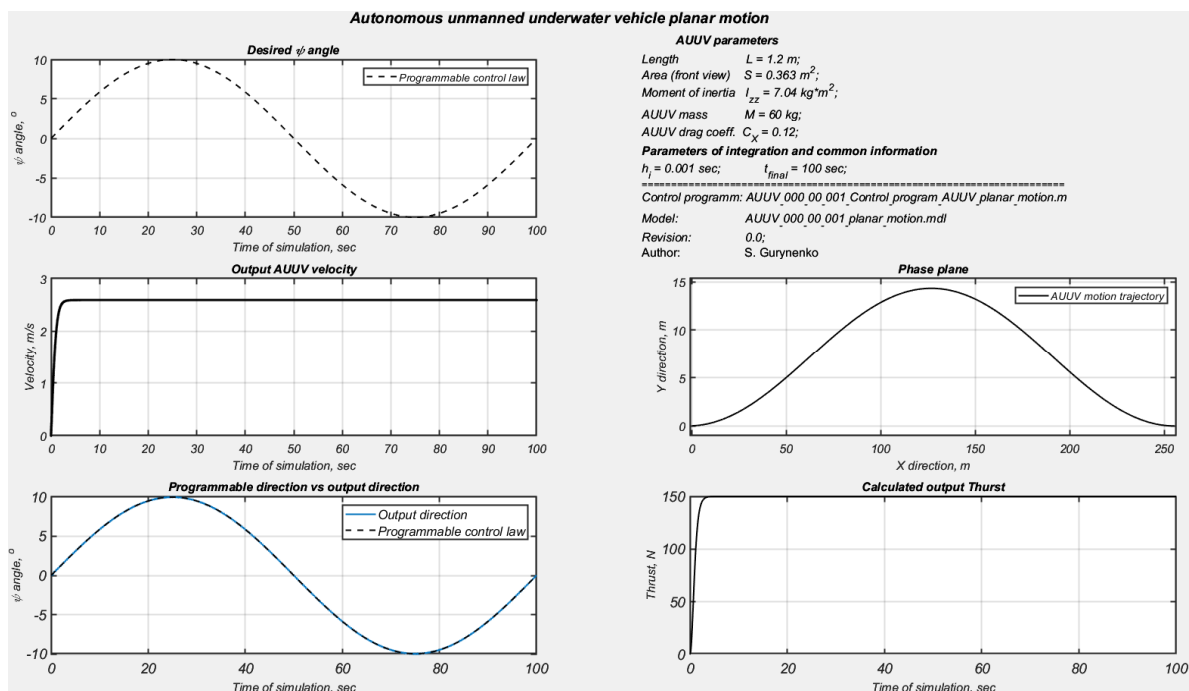 Autonomous unmanned underwater vehicle planar motion
Desired ψ angle
10
5
0
-5
-10
ψ angle, °
Programmable control law
0 10 20 30 40 50 60 70 80 90 100
Time of simulation, sec
AUUV parameters
Length L = 1.2 m;
Area (front view) S = 0.363 m²;
Moment of inertia I_zz = 7.04 kg*m²;
AUUV mass M = 60 kg;
AUUV drag coeff. C_X = 0.12;
Parameters of integration and common information
h_i = 0.001 sec; t_final = 100 sec;
==========================================================================
Control programm: AUUV_000_00_001_Control_program_AUUV_planar_motion.m
Model: AUUV_000_00_001_planar_motion.mdl
Revision: 0.0;
Author: S. Gurynenko
Output AUUV velocity
3
2
1
0
Velocity, m/s
0 10 20 30 40 50 60 70 80 90 100
Time of simulation, sec
Phase plane
15
10
5
0
Y direction, m
AUUV motion trajectory
0 50 100 150 200 250
X direction, m
Programmable direction vs output direction
10
5
0
-5
-10
ψ angle, °
Output direction
Programmable control law
0 20 40 60 80 100
Time of simulation, sec
Calculated output Thurst
150
100
50
0
Thrust, N
0 20 40 60 80 100
Time of simulation, sec